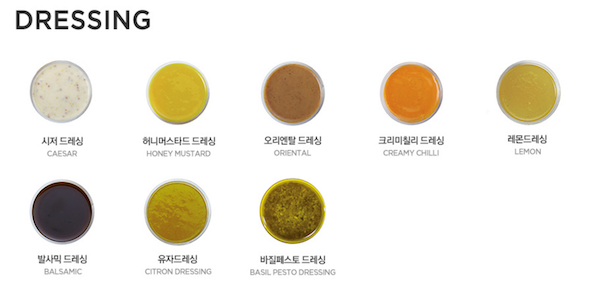 DRESSING
시저 드레싱
CAESAR
허니머스타드 드레싱
HONEY MUSTARD
오리엔탈 드레싱
ORIENTAL
크리미칠리 드레싱
CREAMY CHILLI
레몬드레싱
LEMON
발사믹 드레싱
BALSAMIC
유자드레싱
CITRON DRESSING
바질페스토 드레싱
BASIL PESTO DRESSING